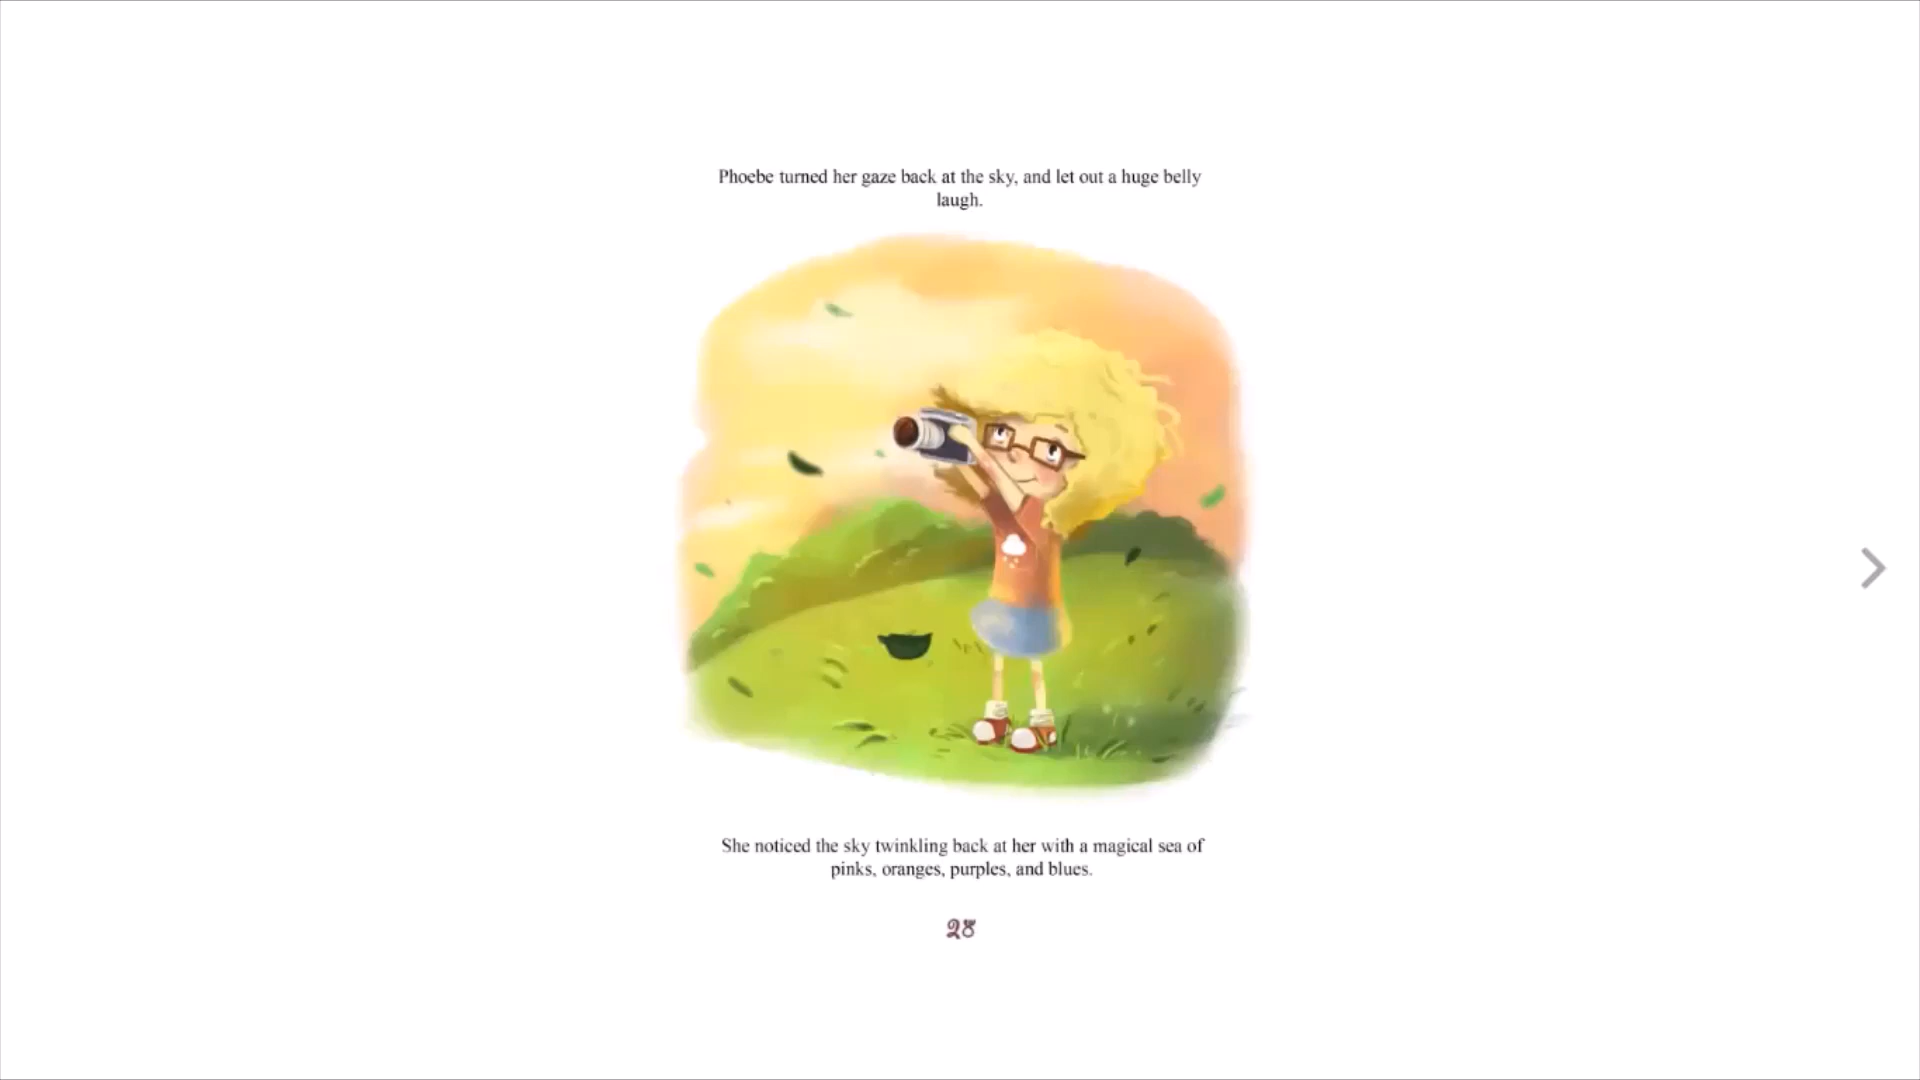 Phoebe turned her gaze back at the sky, and let out a huge belly
laugh.
She noticed the sky twinkling back at her with a magical sea of
pinks, oranges, purples, and blues.
28